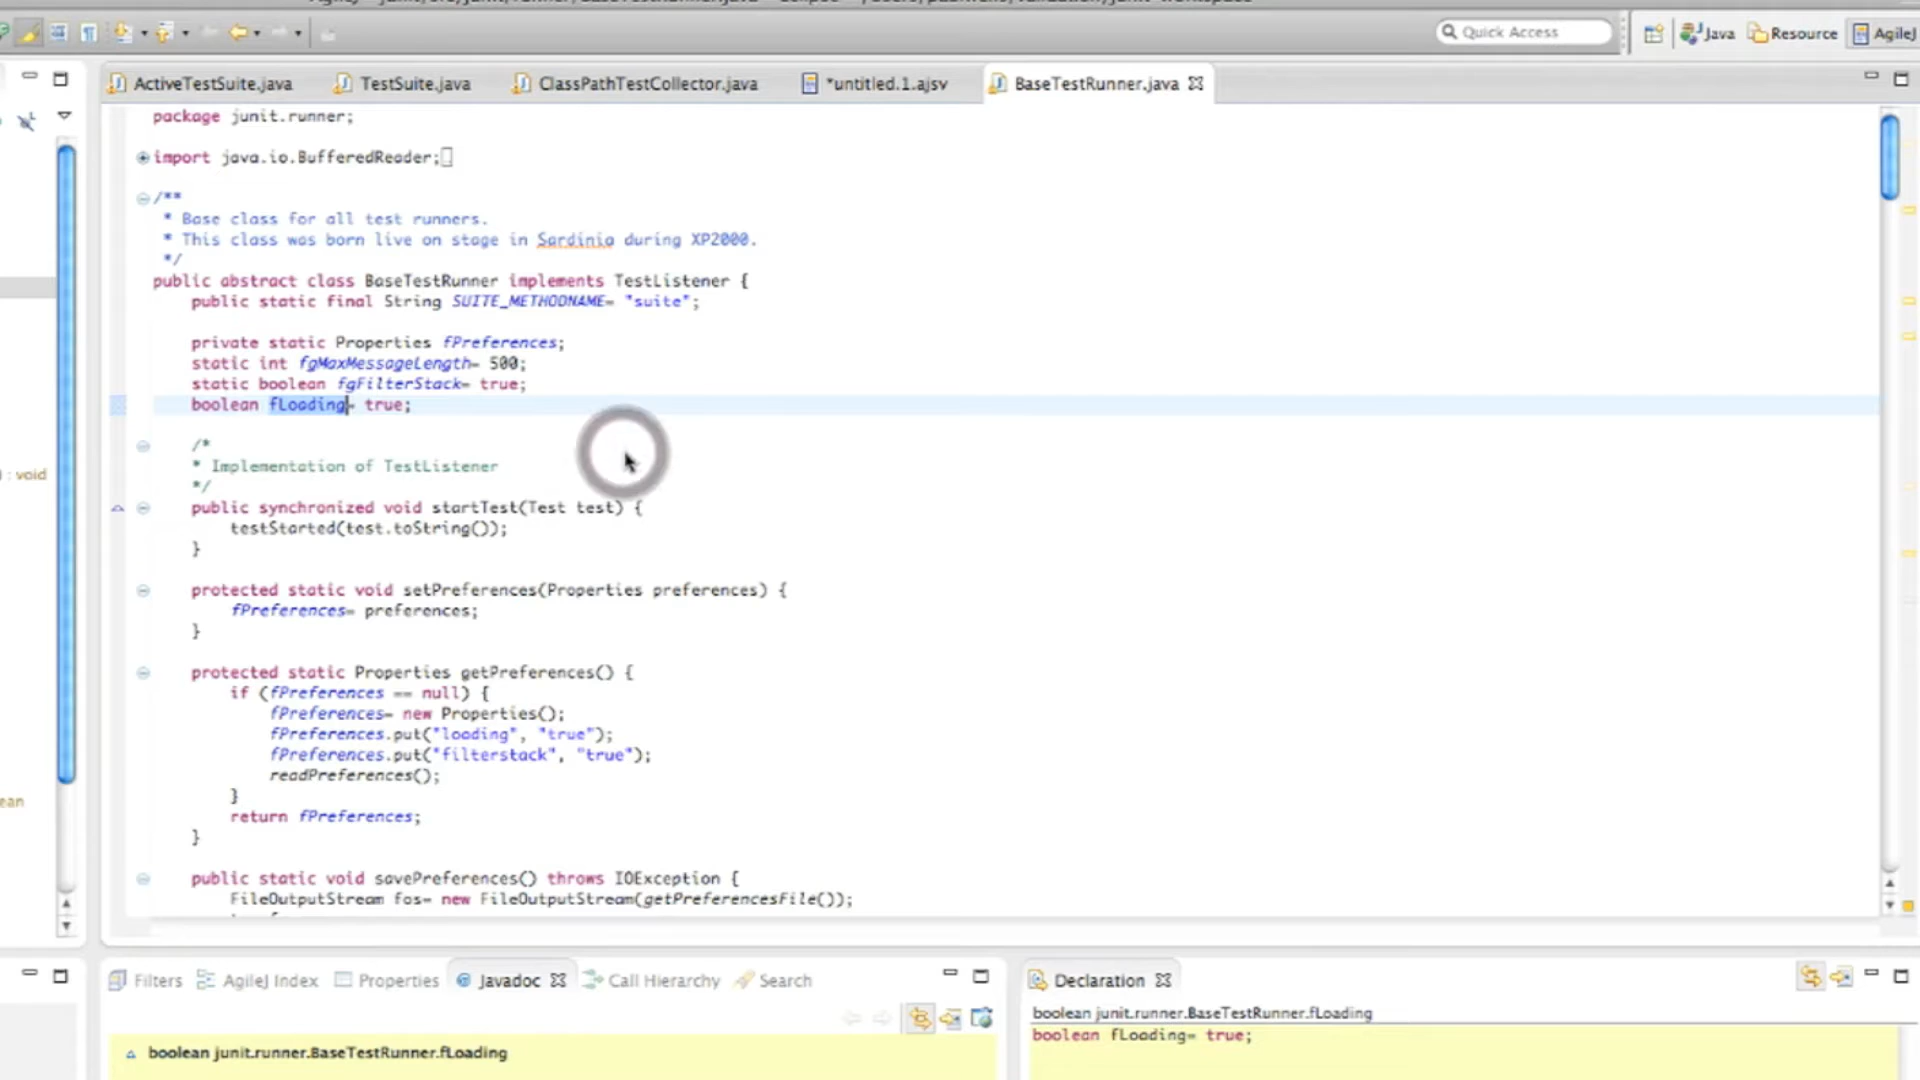 Quick Access
Java
Resource
AgileJ
ActiveTestSuite.java
TestSuite.java
ClassPathTestCollector.java
*untitled.1.ajsv
BaseTestRunner.java
package junit.runner;
import java.io.BufferedReader;
/**
* Base class for all test runners.
* This class was born live on stage in Sardinia during XP2000.
*/
public abstract class BaseTestRunner implements TestListener {
public static final String SUITE_METHODNAME= "suite";
private static Properties fPreferences;
static int fgMaxMessageLength= 500;
static boolean fgFilterStack= true;
boolean fLoading= true;
/*
* Implementation of TestListener
*/
public synchronized void startTest(Test test) {
testStarted(test.toString());
}
protected static void setPreferences(Properties preferences) {
fPreferences= preferences;
}
protected static Properties getPreferences() {
if (fPreferences == null) {
fPreferences= new Properties();
fPreferences.put("loading", "true");
fPreferences.put("filterstack", "true");
readPreferences();
}
return fPreferences;
}
public static void savePreferences() throws IOException {
FileOutputStream fos= new FileOutputStream(getPreferencesFile());
) : void
ean
Filters
AgileJ Index
Properties
Javadoc
Call Hierarchy
Search
boolean junit.runner.BaseTestRunner.fLoading
Declaration
boolean junit.runner.BaseTestRunner.fLoading
boolean fLoading= true;